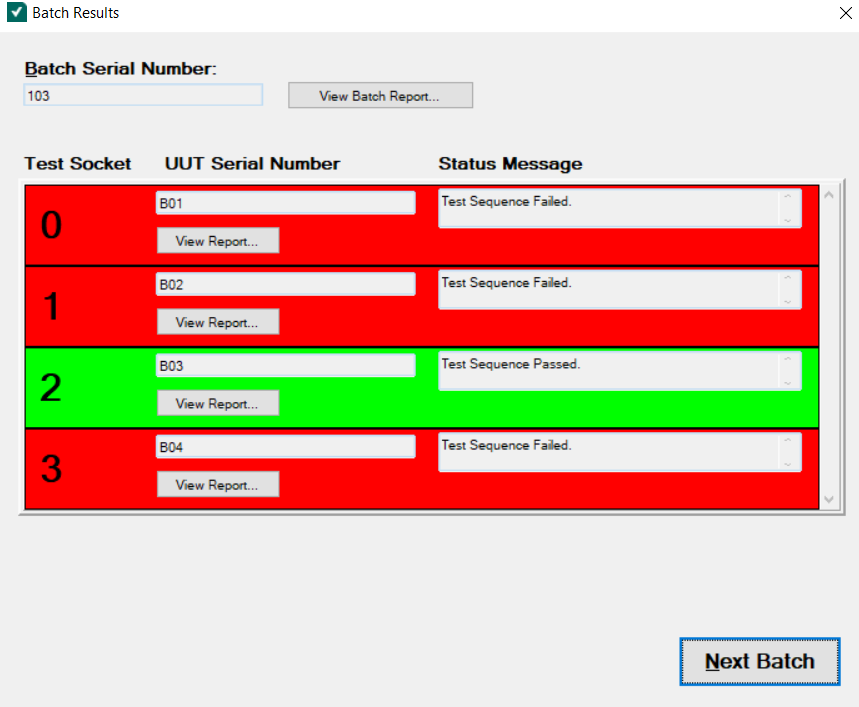 Batch Results
Batch Serial Number:
103
View Batch Report...
Test Socket UUT Serial Number Status Message
0 B01 Test Sequence Failed.
View Report...
1 B02 Test Sequence Failed.
View Report...
2 B03 Test Sequence Passed.
View Report...
3 B04 Test Sequence Failed.
View Report...
Next Batch